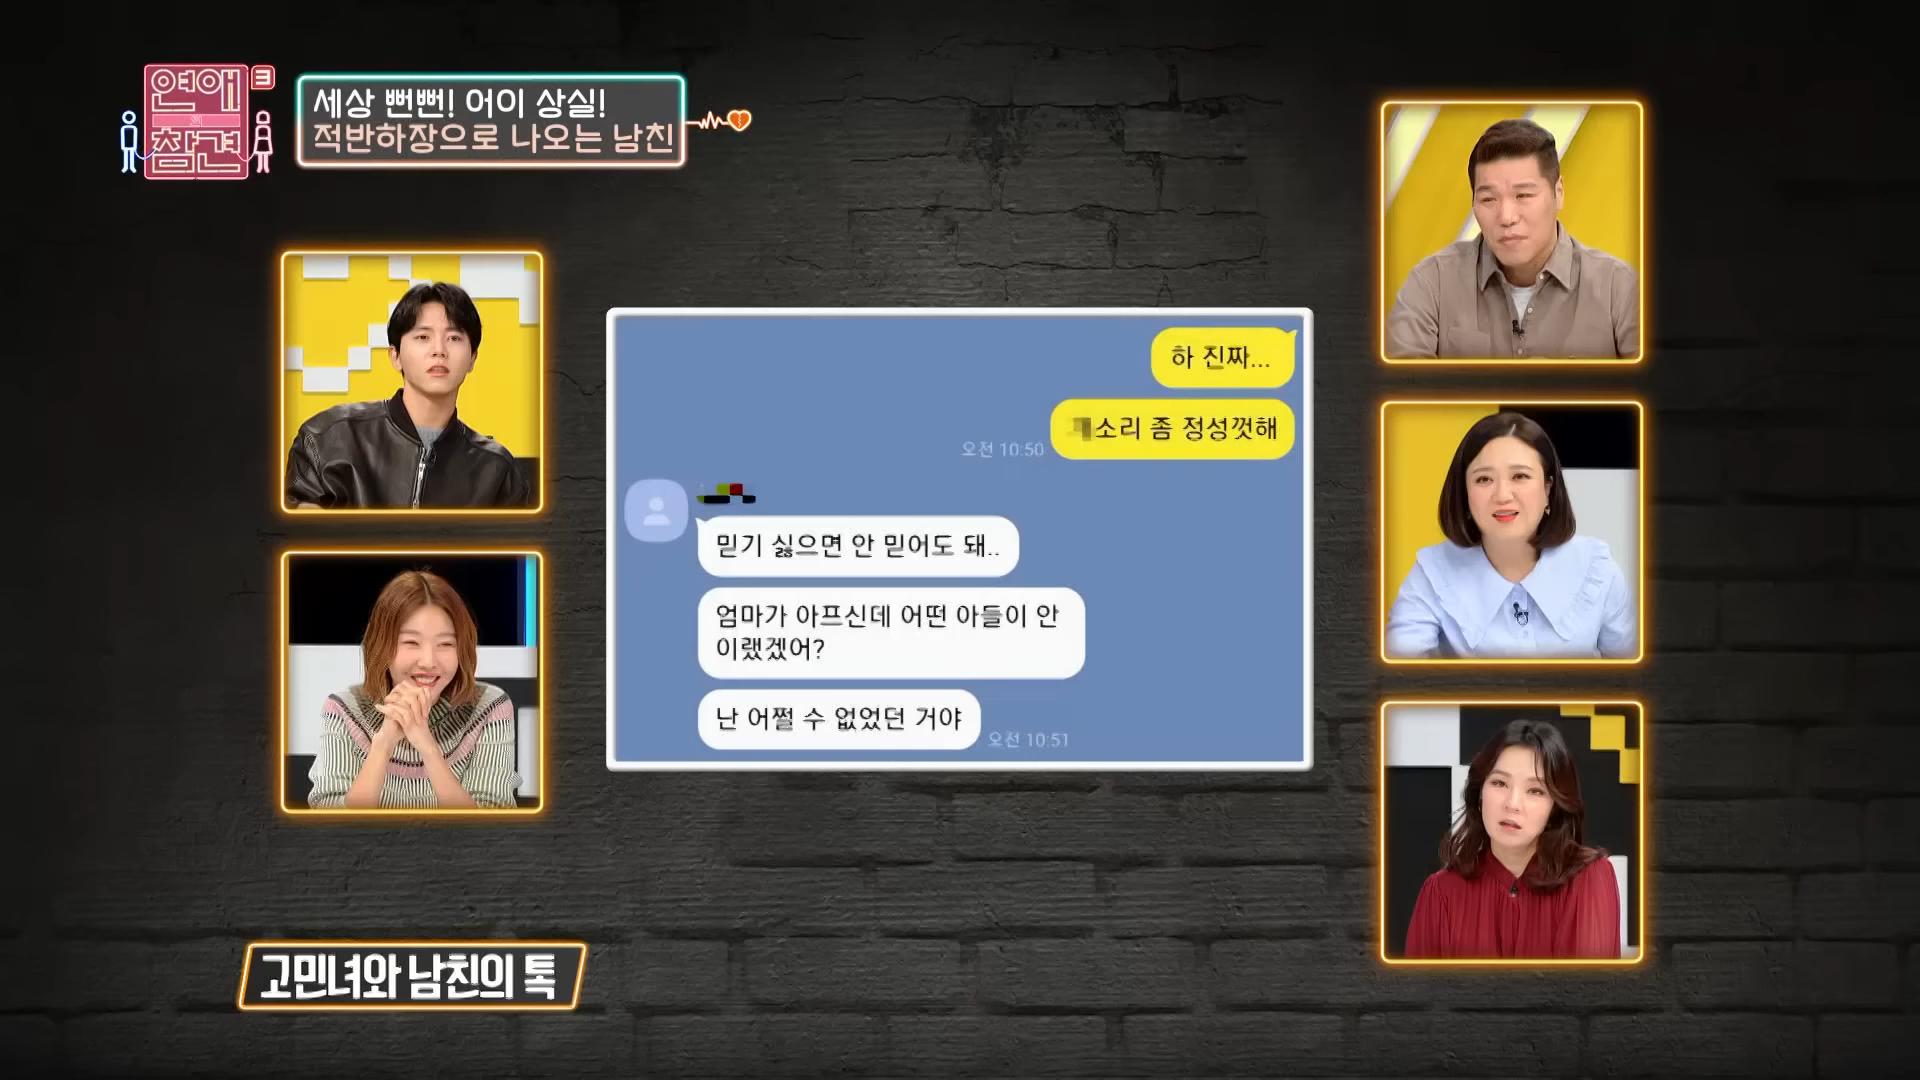 연애의 참견 3
세상 뻔뻔! 어이 상실!
적반하장으로 나오는 남친
하 진짜...
소리 좀 정성껏해
오전 10:50
믿기 싫으면 안 믿어도 돼..
엄마가 아프신데 어떤 아들이 안
이랬겠어?
난 어쩔 수 없었던 거야
오전 10:51
고민녀와 남친의 톡